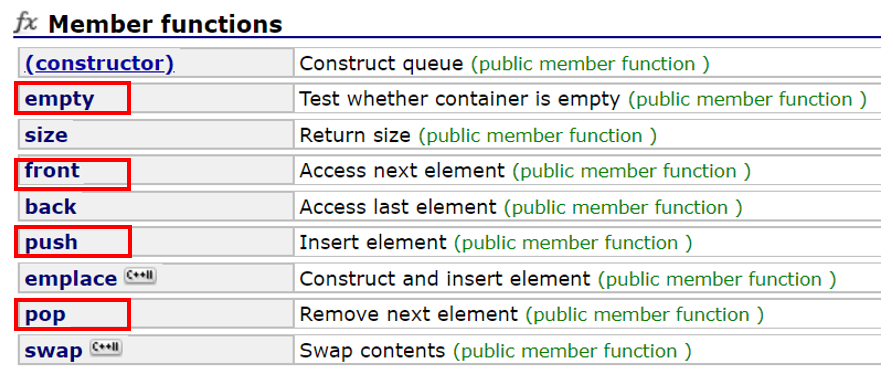 fx Member functions
(constructor) Construct queue (public member function )
empty Test whether container is empty (public member function )
size Return size (public member function )
front Access next element (public member function )
back Access last element (public member function )
push Insert element (public member function )
emplace C++11 Construct and insert element (public member function )
pop Remove next element (public member function )
swap C++11 Swap contents (public member function )